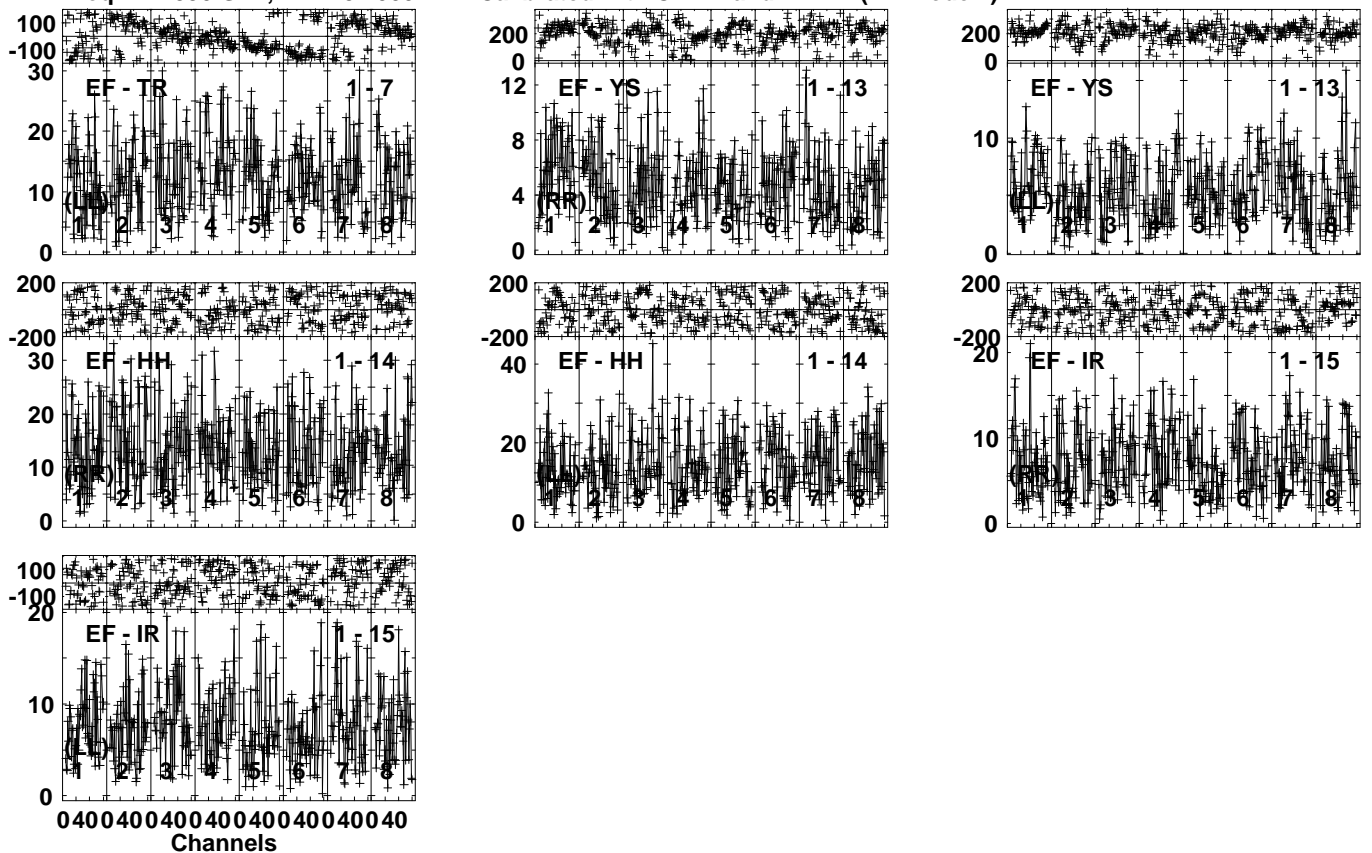 100
-100
30
20
10
0
EF - TR 1 - 7
(LL)
1 2 3 4 5 6 7 8
200
0
12
8
4
0
EF - YS 1 - 13
(RR)
1 2 3 4 5 6 7 8
200
0
10
0
EF - YS 1 - 13
(LL)
1 2 3 4 5 6 7 8
200
-200
30
20
10
0
EF - HH 1 - 14
(RR)
1 2 3 4 5 6 7 8
200
-200
40
20
0
EF - HH 1 - 14
(LL)
1 2 3 4 5 6 7 8
200
-200
20
10
0
EF - IR 1 - 15
(RR)
1 2 3 4 5 6 7 8
100
-100
20
10
0
EF - IR 1 - 15
(LL)
1 2 3 4 5 6 7 8
0 40 0 40 0 40 0 40 0 40 0 40 0 40 0 40
Channels